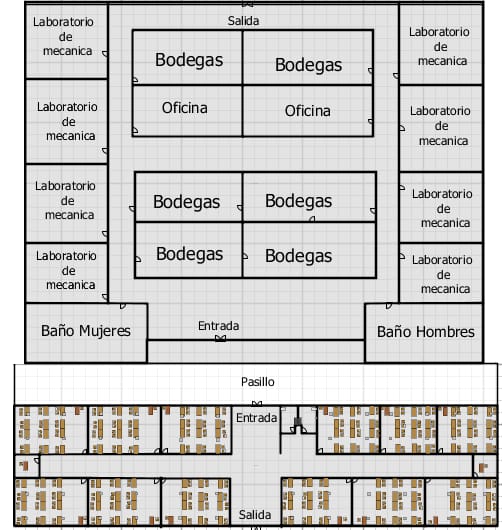 Laboratorio
de
mecanica
Salida
Laboratorio
de
mecanica
Bodegas
Bodegas
Laboratorio
de
mecanica
Oficina
Oficina
Laboratorio
de
mecanica
Laboratorio
de
mecanica
Bodegas
Bodegas
Laboratorio
de
mecanica
Laboratorio
de
mecanica
Bodegas
Bodegas
Laboratorio
de
mecanica
Baño Mujeres
Entrada
Baño Hombres
Pasillo
Entrada
Salida